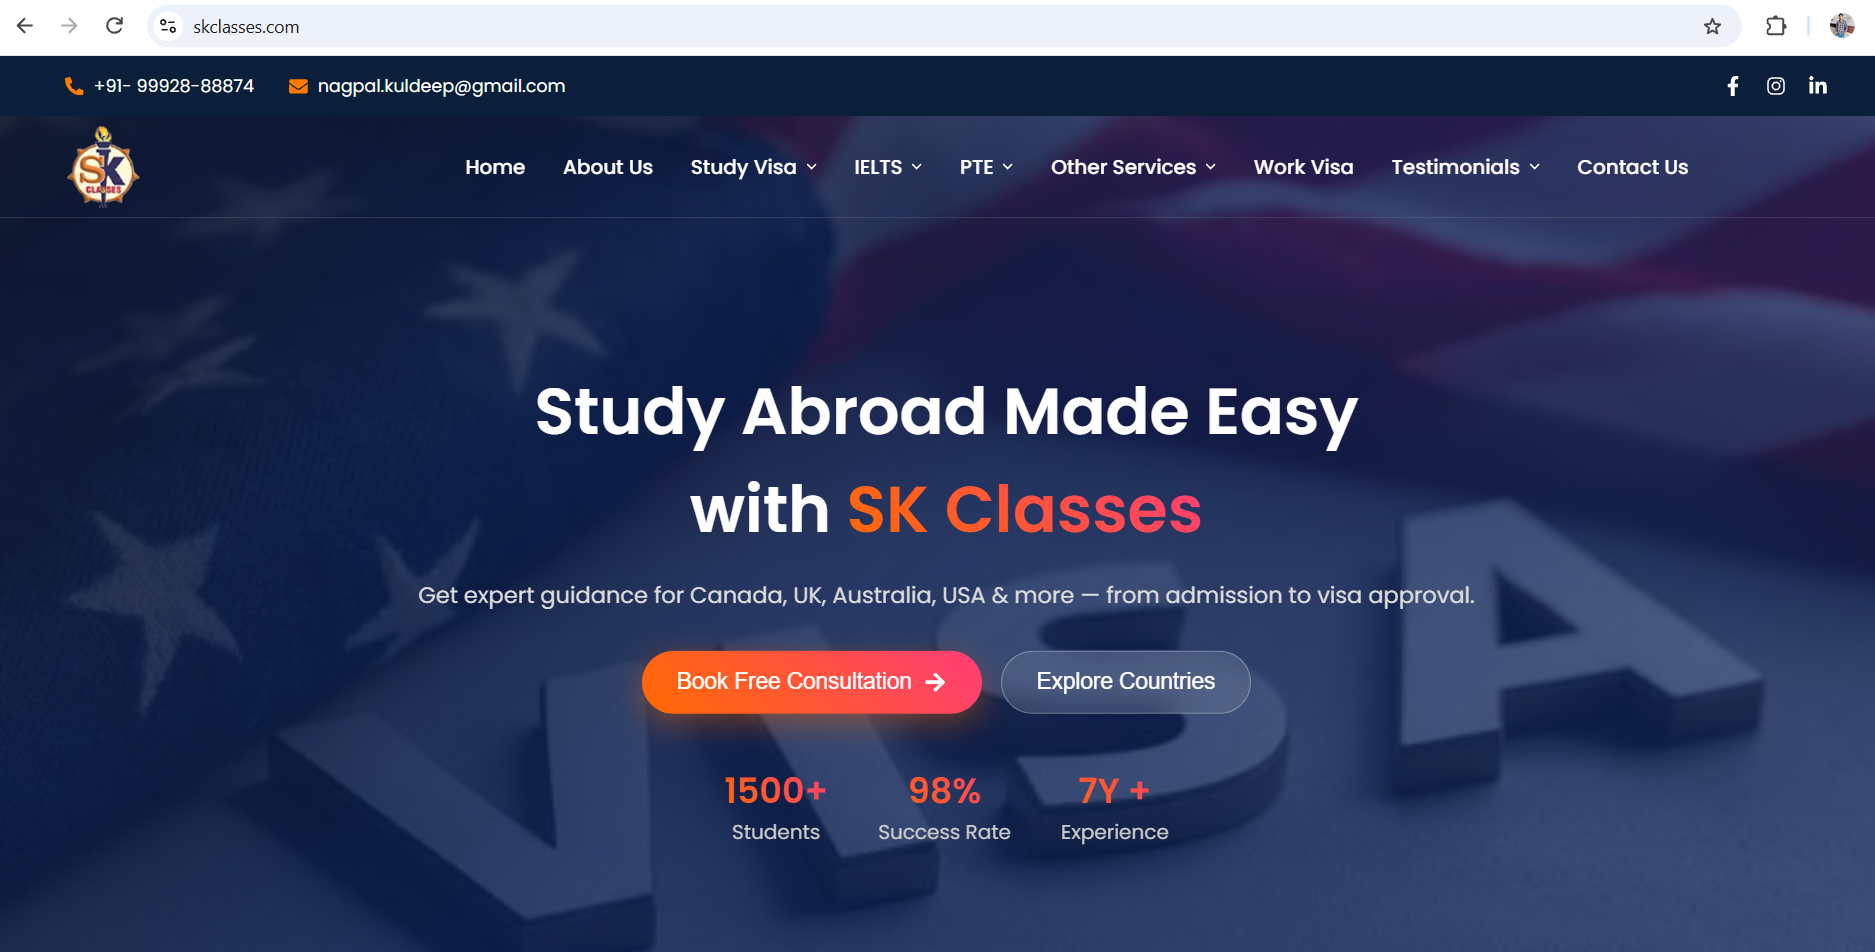 skclasses.com
+91- 99928-88874 nagpal.kuldeep@gmail.com
SK
CLASSES
Home About Us Study Visa IELTS PTE Other Services Work Visa Testimonials Contact Us
Study Abroad Made Easy
with SK Classes
Get expert guidance for Canada, UK, Australia, USA & more — from admission to visa approval.
Book Free Consultation Explore Countries
1500+ 98% 7Y +
Students Success Rate Experience
VISA